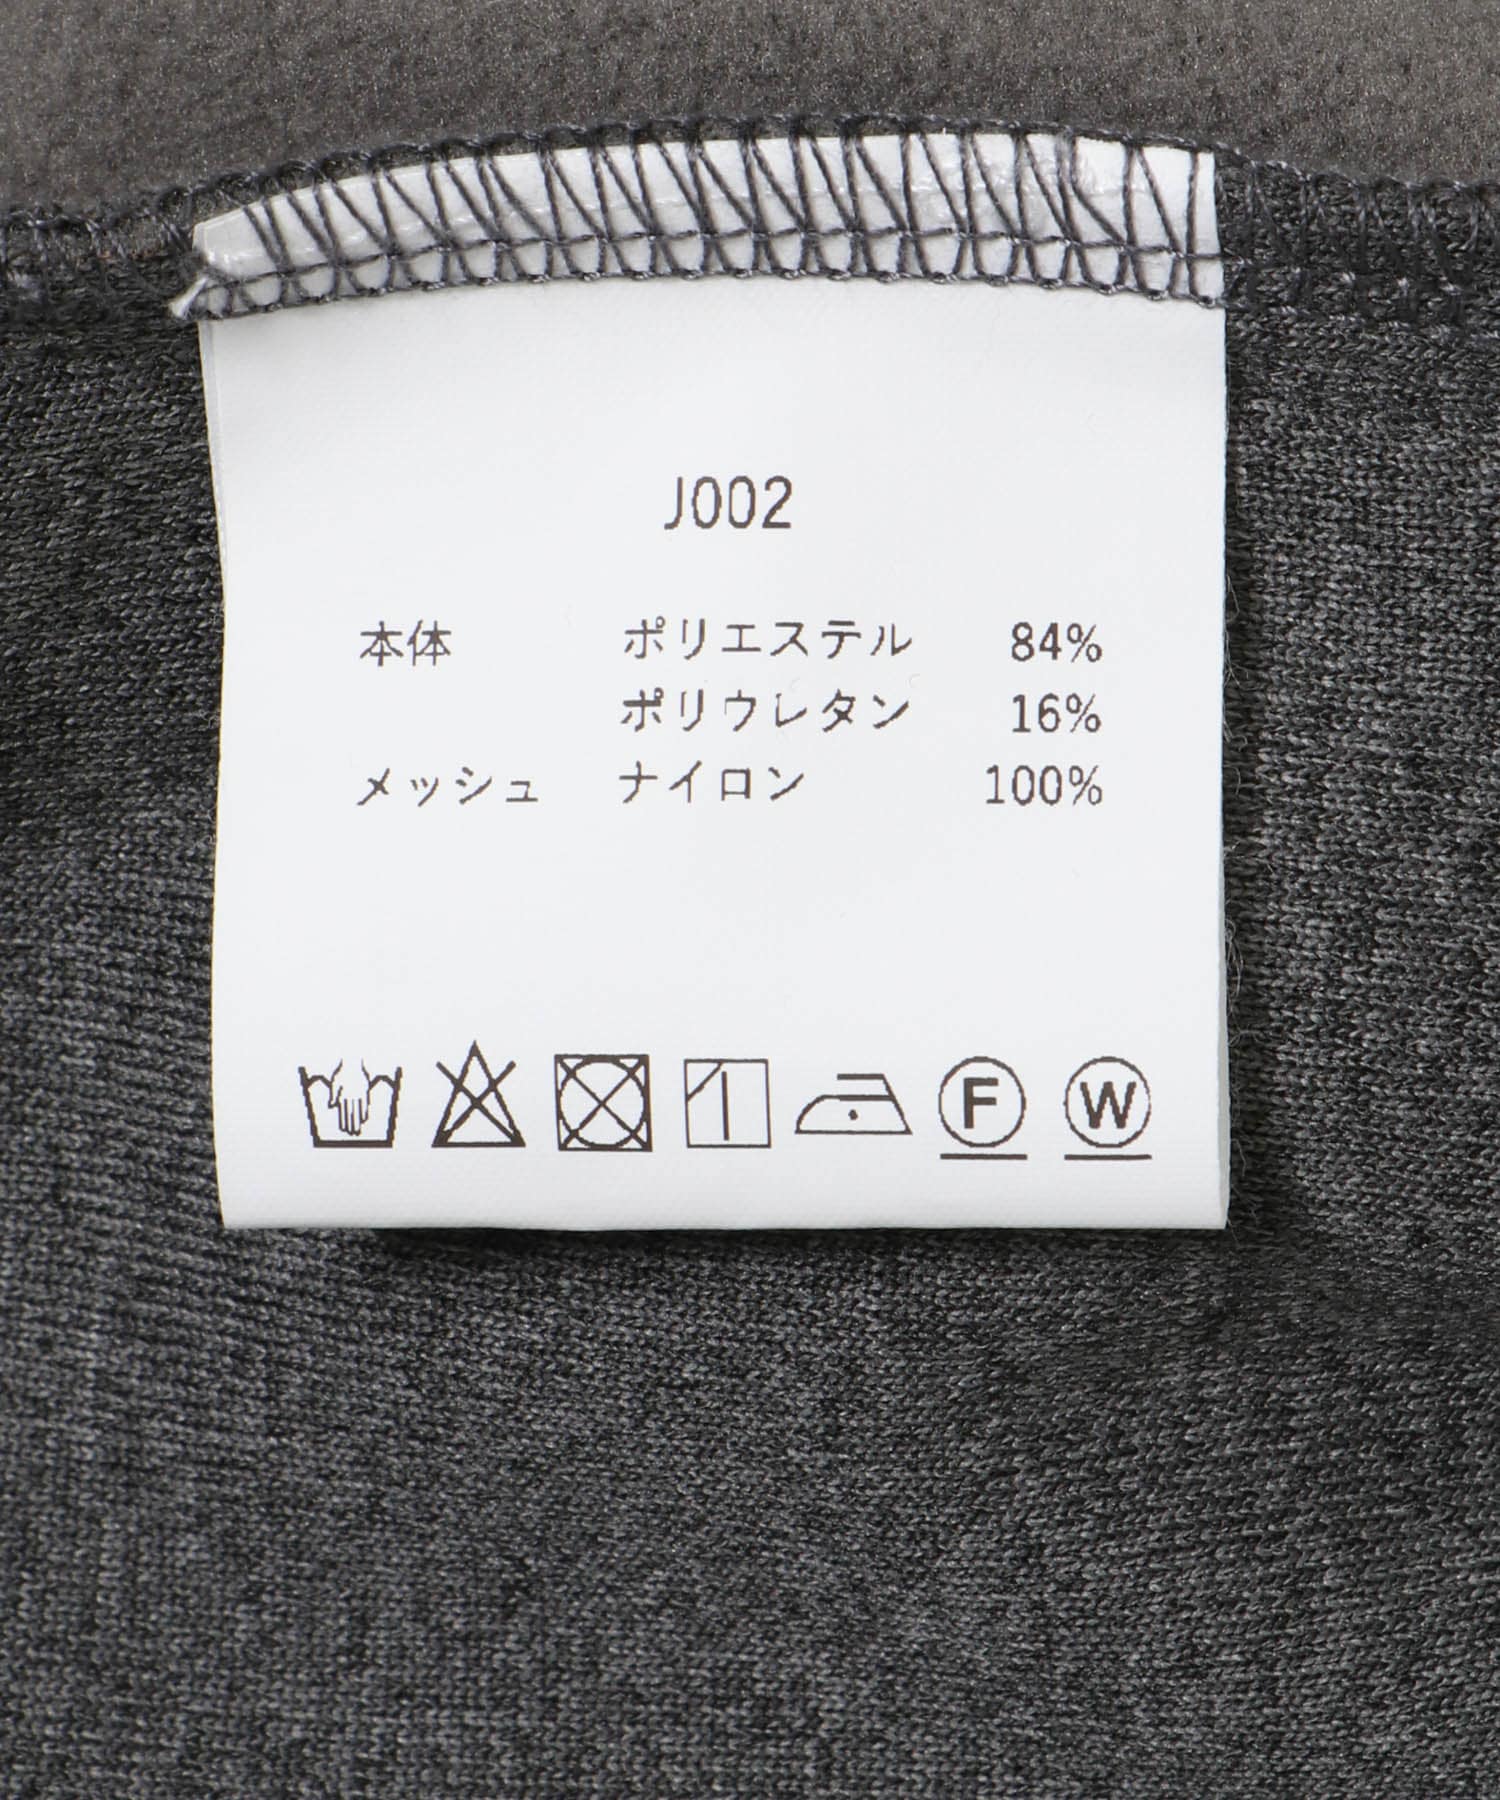 J002
本体 ポリエステル 84%
ポリウレタン 16%
メッシュ ナイロン 100%
F W